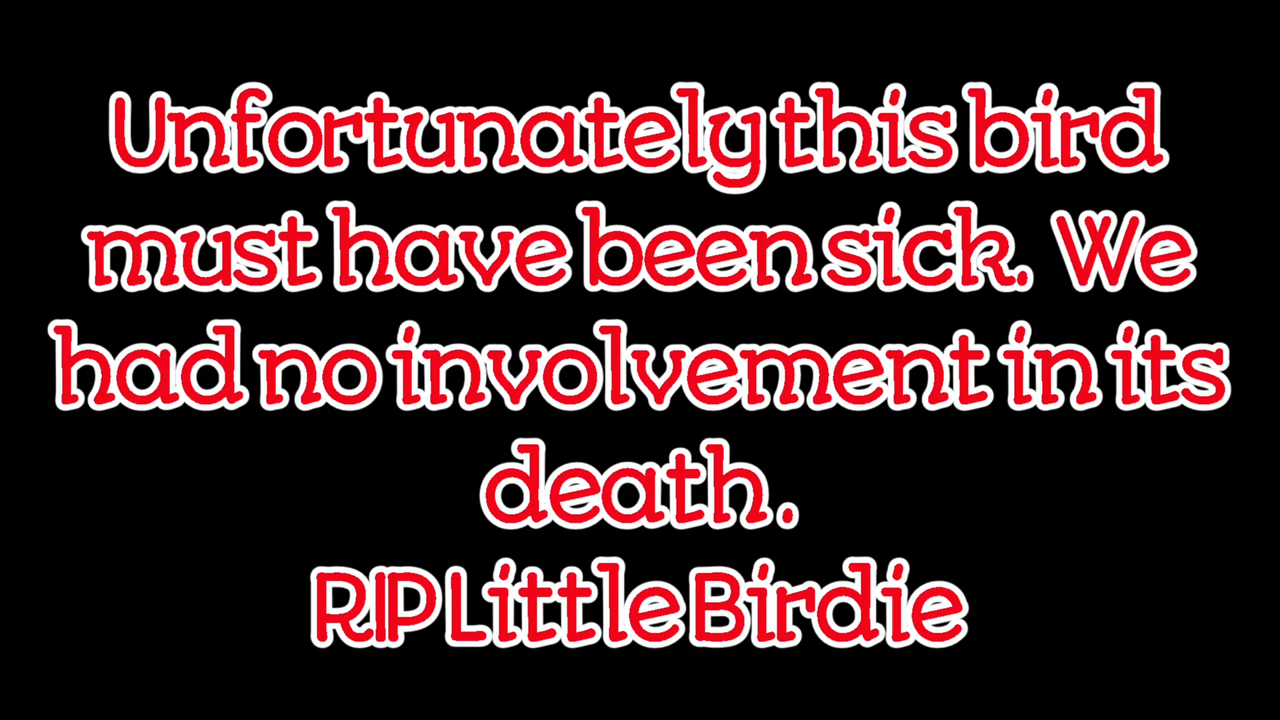 Unfortunately this bird
must have been sick. We
had no involvement in its
death.
RIP Little Birdie